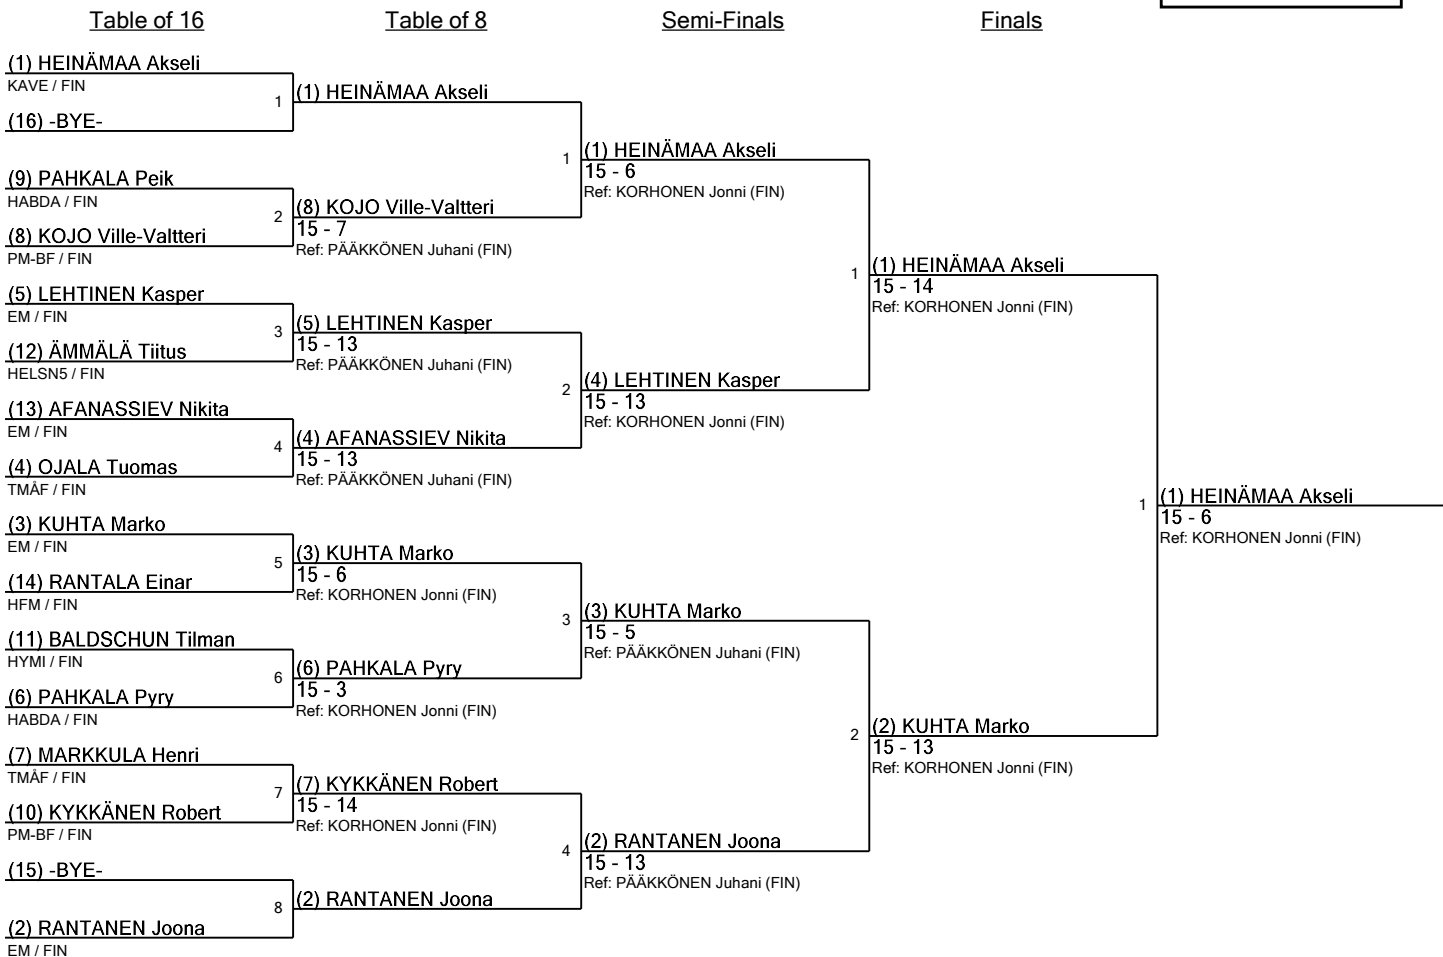 Table of 16
Table of 8
Semi-Finals
Finals
(1) HEINÄMAA Akseli
KAVE / FIN
1
(16) -BYE-
(9) PAHKALA Peik
HABDA / FIN
2
(8) KOJO Ville-Valtteri
PM-BF / FIN
(5) LEHTINEN Kasper
EM / FIN
3
(12) ÄMMÄLÄ Tiitus
HELSN5 / FIN
(13) AFANASSIEV Nikita
EM / FIN
4
(4) OJALA Tuomas
TMÅF / FIN
(3) KUHTA Marko
EM / FIN
5
(14) RANTALA Einar
HFM / FIN
(11) BALDSCHUN Tilman
HYMI / FIN
6
(6) PAHKALA Pyry
HABDA / FIN
(7) MARKKULA Henri
TMÅF / FIN
7
(10) KYKKÄNEN Robert
PM-BF / FIN
(15) -BYE-
8
(2) RANTANEN Joona
EM / FIN
(1) HEINÄMAA Akseli
1
(8) KOJO Ville-Valtteri
15 - 7
Ref: PÄÄKKÖNEN Juhani (FIN)
(5) LEHTINEN Kasper
15 - 13
Ref: PÄÄKKÖNEN Juhani (FIN)
2
(4) AFANASSIEV Nikita
15 - 13
Ref: PÄÄKKÖNEN Juhani (FIN)
(3) KUHTA Marko
15 - 6
Ref: KORHONEN Jonni (FIN)
3
(6) PAHKALA Pyry
15 - 3
Ref: KORHONEN Jonni (FIN)
(7) KYKKÄNEN Robert
15 - 14
Ref: KORHONEN Jonni (FIN)
4
(2) RANTANEN Joona
(1) HEINÄMAA Akseli
15 - 6
Ref: KORHONEN Jonni (FIN)
1
(4) LEHTINEN Kasper
15 - 13
Ref: KORHONEN Jonni (FIN)
(3) KUHTA Marko
15 - 5
Ref: PÄÄKKÖNEN Juhani (FIN)
2
(2) RANTANEN Joona
15 - 13
Ref: PÄÄKKÖNEN Juhani (FIN)
(1) HEINÄMAA Akseli
15 - 14
Ref: KORHONEN Jonni (FIN)
1
(2) KUHTA Marko
15 - 13
Ref: KORHONEN Jonni (FIN)
(1) HEINÄMAA Akseli
15 - 6
Ref: KORHONEN Jonni (FIN)